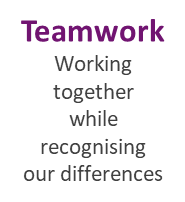 Teamwork
Working
together
while
recognising
our differences